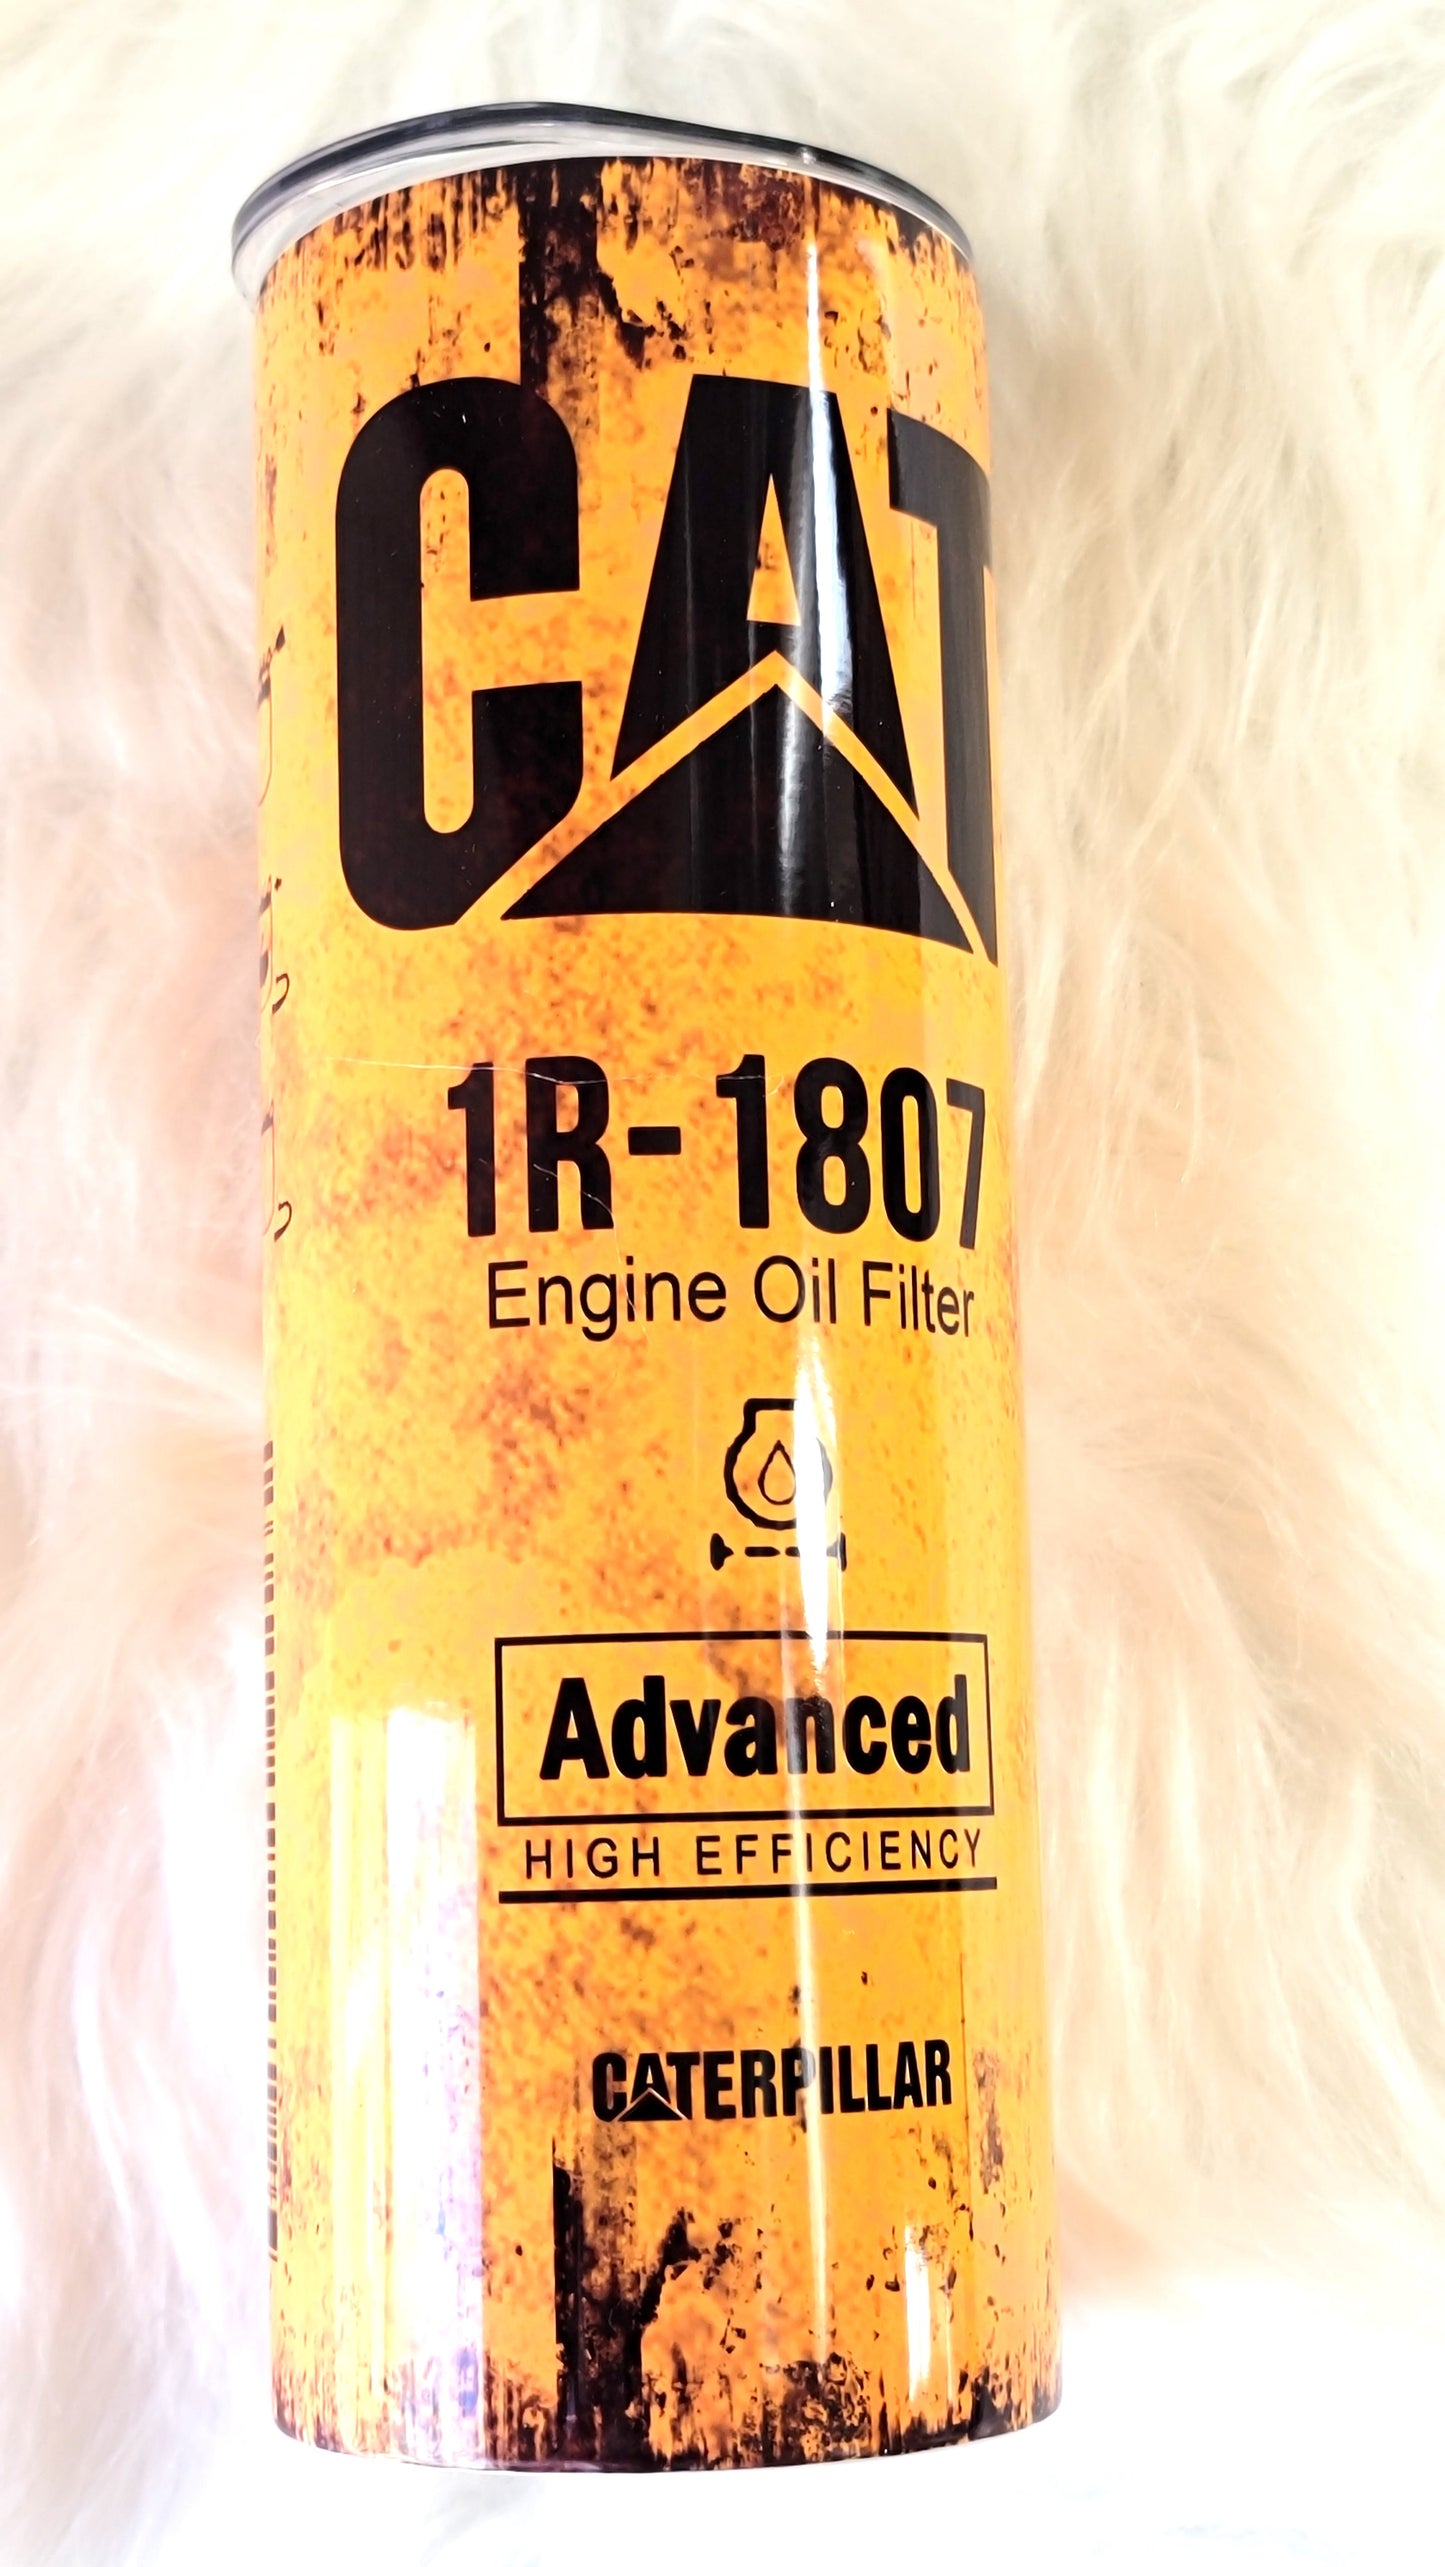 CAT
1R-1807
Engine Oil Filter
Advanced
HIGH EFFICIENCY
CATERPILLAR